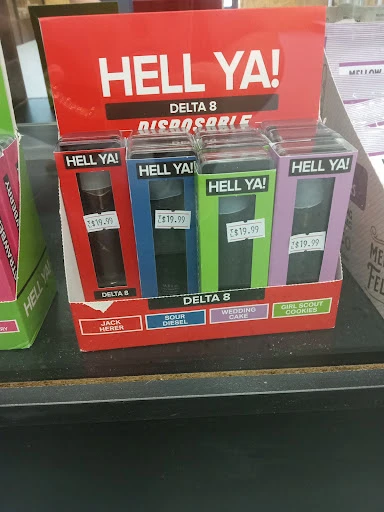 HELL YA!
DELTA 8
DISPOSABLE
HELL YA!
HELL YA!
HELL YA!
HELL YA!
$19.99
$19.99
$19.99
$19.99
DELTA 8
DELTA 8
JACK
HERER
SOUR
DIESEL
WEDDING
CAKE
GIRL SCOUT
COOKIES
HELL YA!
MELLOW